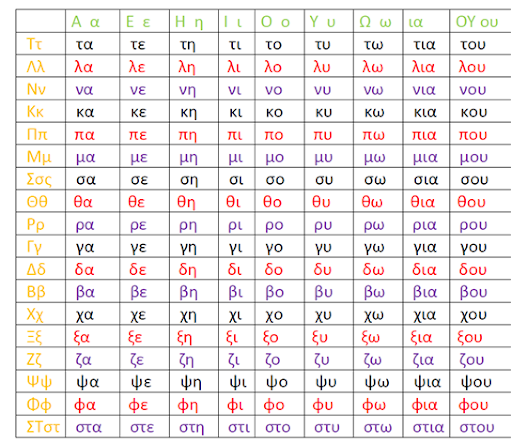 Α α Ε ε Η η Ι ι Ο ο Υ υ Ω ω ια ΟΥ ου
Ττ τα τε τη τι το τυ τω τια του
Λλ λα λε λη λι λο λυ λω λια λου
Νν να νε νη νι νο νυ νω νια νου
Κκ κα κε κη κι κο κυ κω κια κου
Ππ πα πε πη πι πο πυ πω πια που
Μμ μα με μη μι μο μυ μω μια μου
Σσς σα σε ση σι σο συ σω σια σου
Θθ θα θε θη θι θο θυ θω θια θου
Ρρ ρα ρε ρη ρι ρο ρυ ρω ρια ρου
Γγ γα γε γη γι γο γυ γω για γου
Δδ δα δε δη δι δο δυ δω δια δου
Ββ βα βε βη βι βο βυ βω βια βου
Χχ χα χε χη χι χο χυ χω χια χου
Ξξ ξα ξε ξη ξι ξο ξυ ξω ξια ξου
Ζζ ζα ζε ζη ζι ζο ζυ ζω ζια ζου
Ψψ ψα ψε ψη ψι ψο ψυ ψω ψια ψου
Φφ φα φε φη φι φο φυ φω φια φου
ΣΤστ στα στε στη στι στο στυ στω στια στου